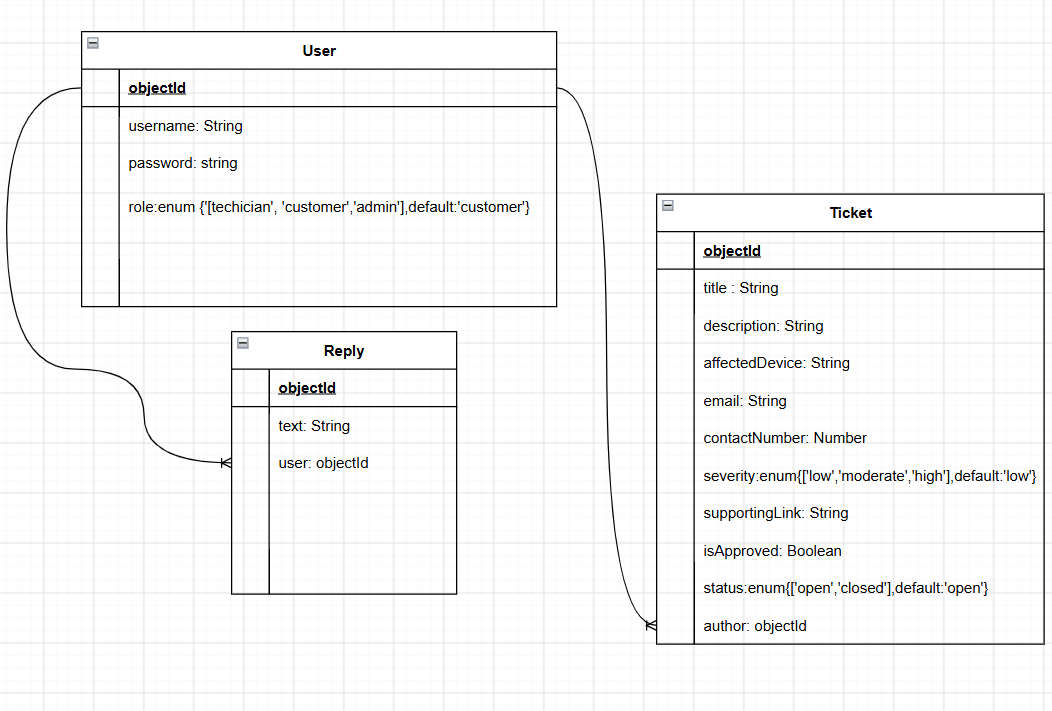 User
objectId
username: String
password: string
role:enum {'[techician', 'customer','admin'],default:'customer'}
Reply
objectId
text: String
user: objectId
Ticket
objectId
title : String
description: String
affectedDevice: String
email: String
contactNumber: Number
severity:enum{['low','moderate','high'],default:'low'}
supportingLink: String
isApproved: Boolean
status:enum{['open','closed'],default:'open'}
author: objectId